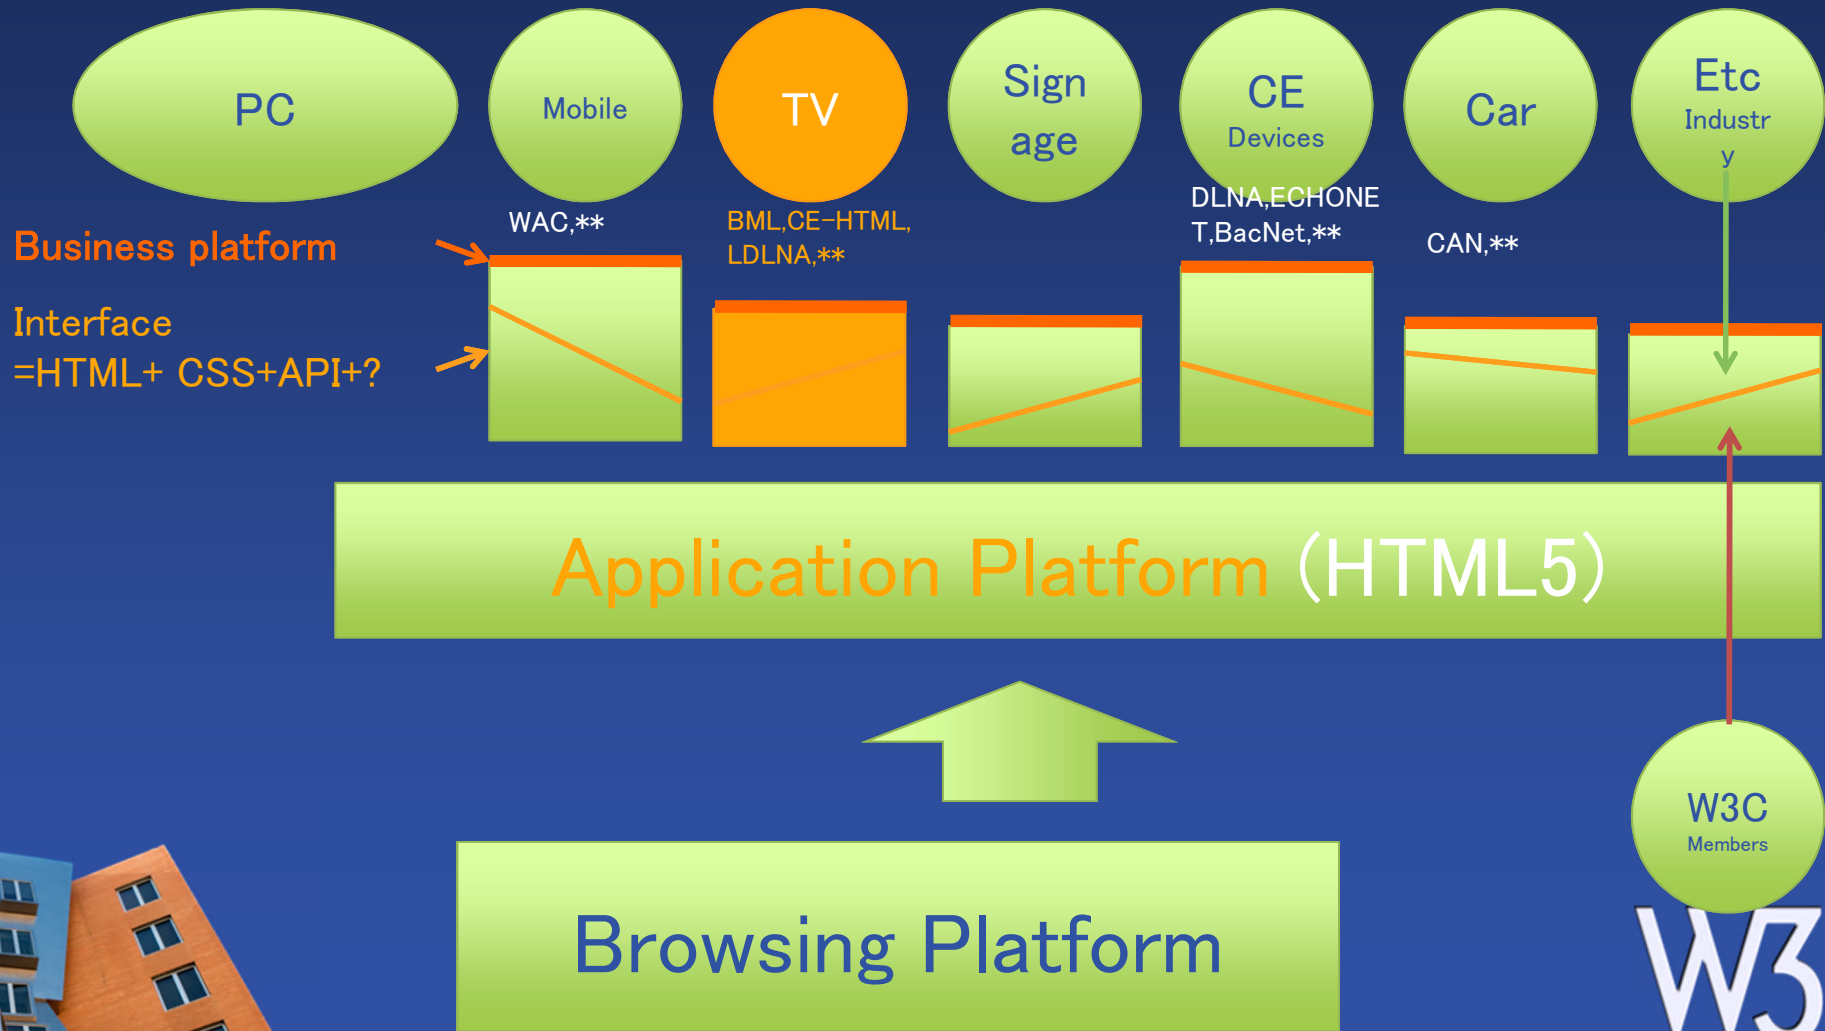 PC
Mobile
TV
Sign
age
CE
Devices
Car
Etc
Industr
y
WAC,**
BML,CE-HTML,
LDLNA,**
DLNA,ECHONE
T,BacNet,**
CAN,**
Business platform
Interface
=HTML+ CSS+API+?
Application Platform (HTML5)
W3C
Members
Browsing Platform
W3